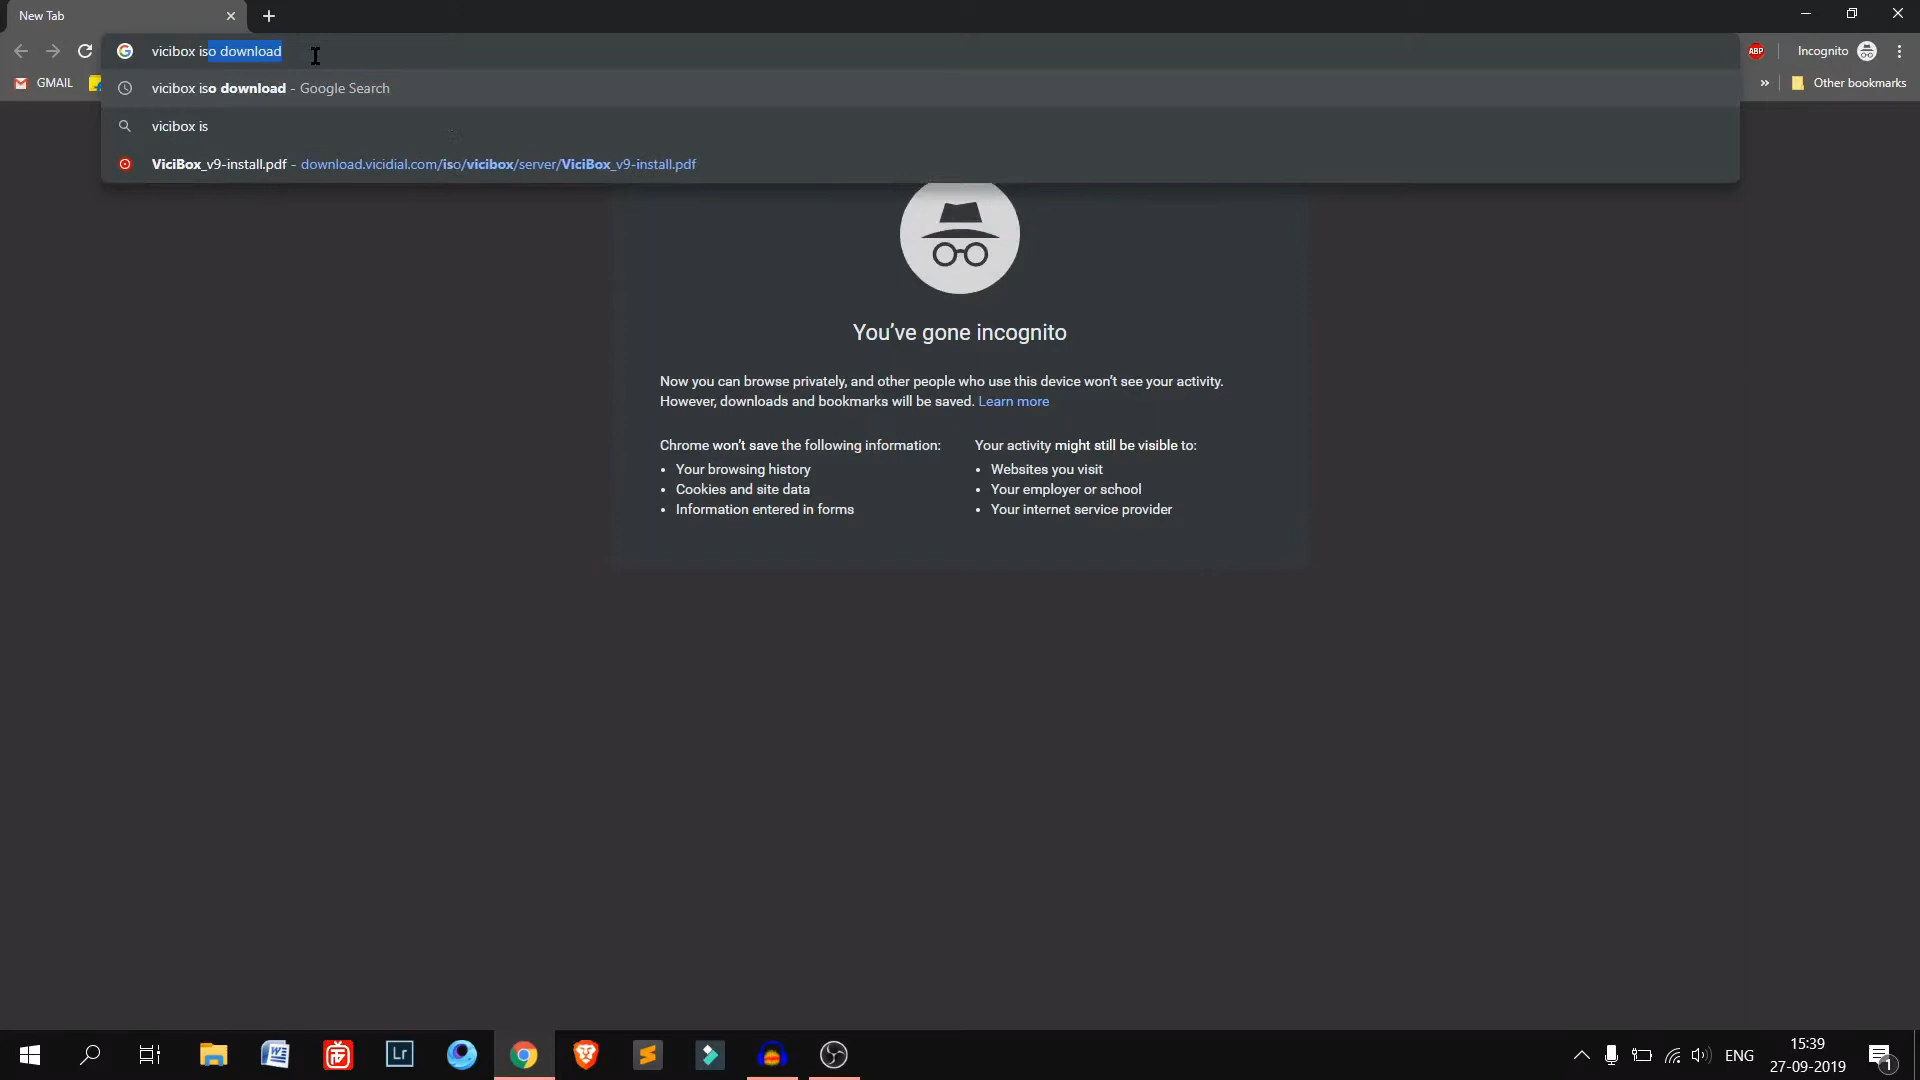 New Tab
vicibox iso download
ABP
Incognito
GMAIL
vicibox iso download - Google Search
»
Other bookmarks
vicibox is
ViciBox_v9-install.pdf - download.vicidial.com/iso/vicibox/server/ViciBox_v9-install.pdf
You've gone incognito
Now you can browse privately, and other people who use this device won't see your activity.
However, downloads and bookmarks will be saved. Learn more
Chrome won't save the following information:
• Your browsing history
• Cookies and site data
• Information entered in forms
Your activity might still be visible to:
• Websites you visit
• Your employer or school
• Your internet service provider
Lr
ENG
15:39
27-09-2019
1